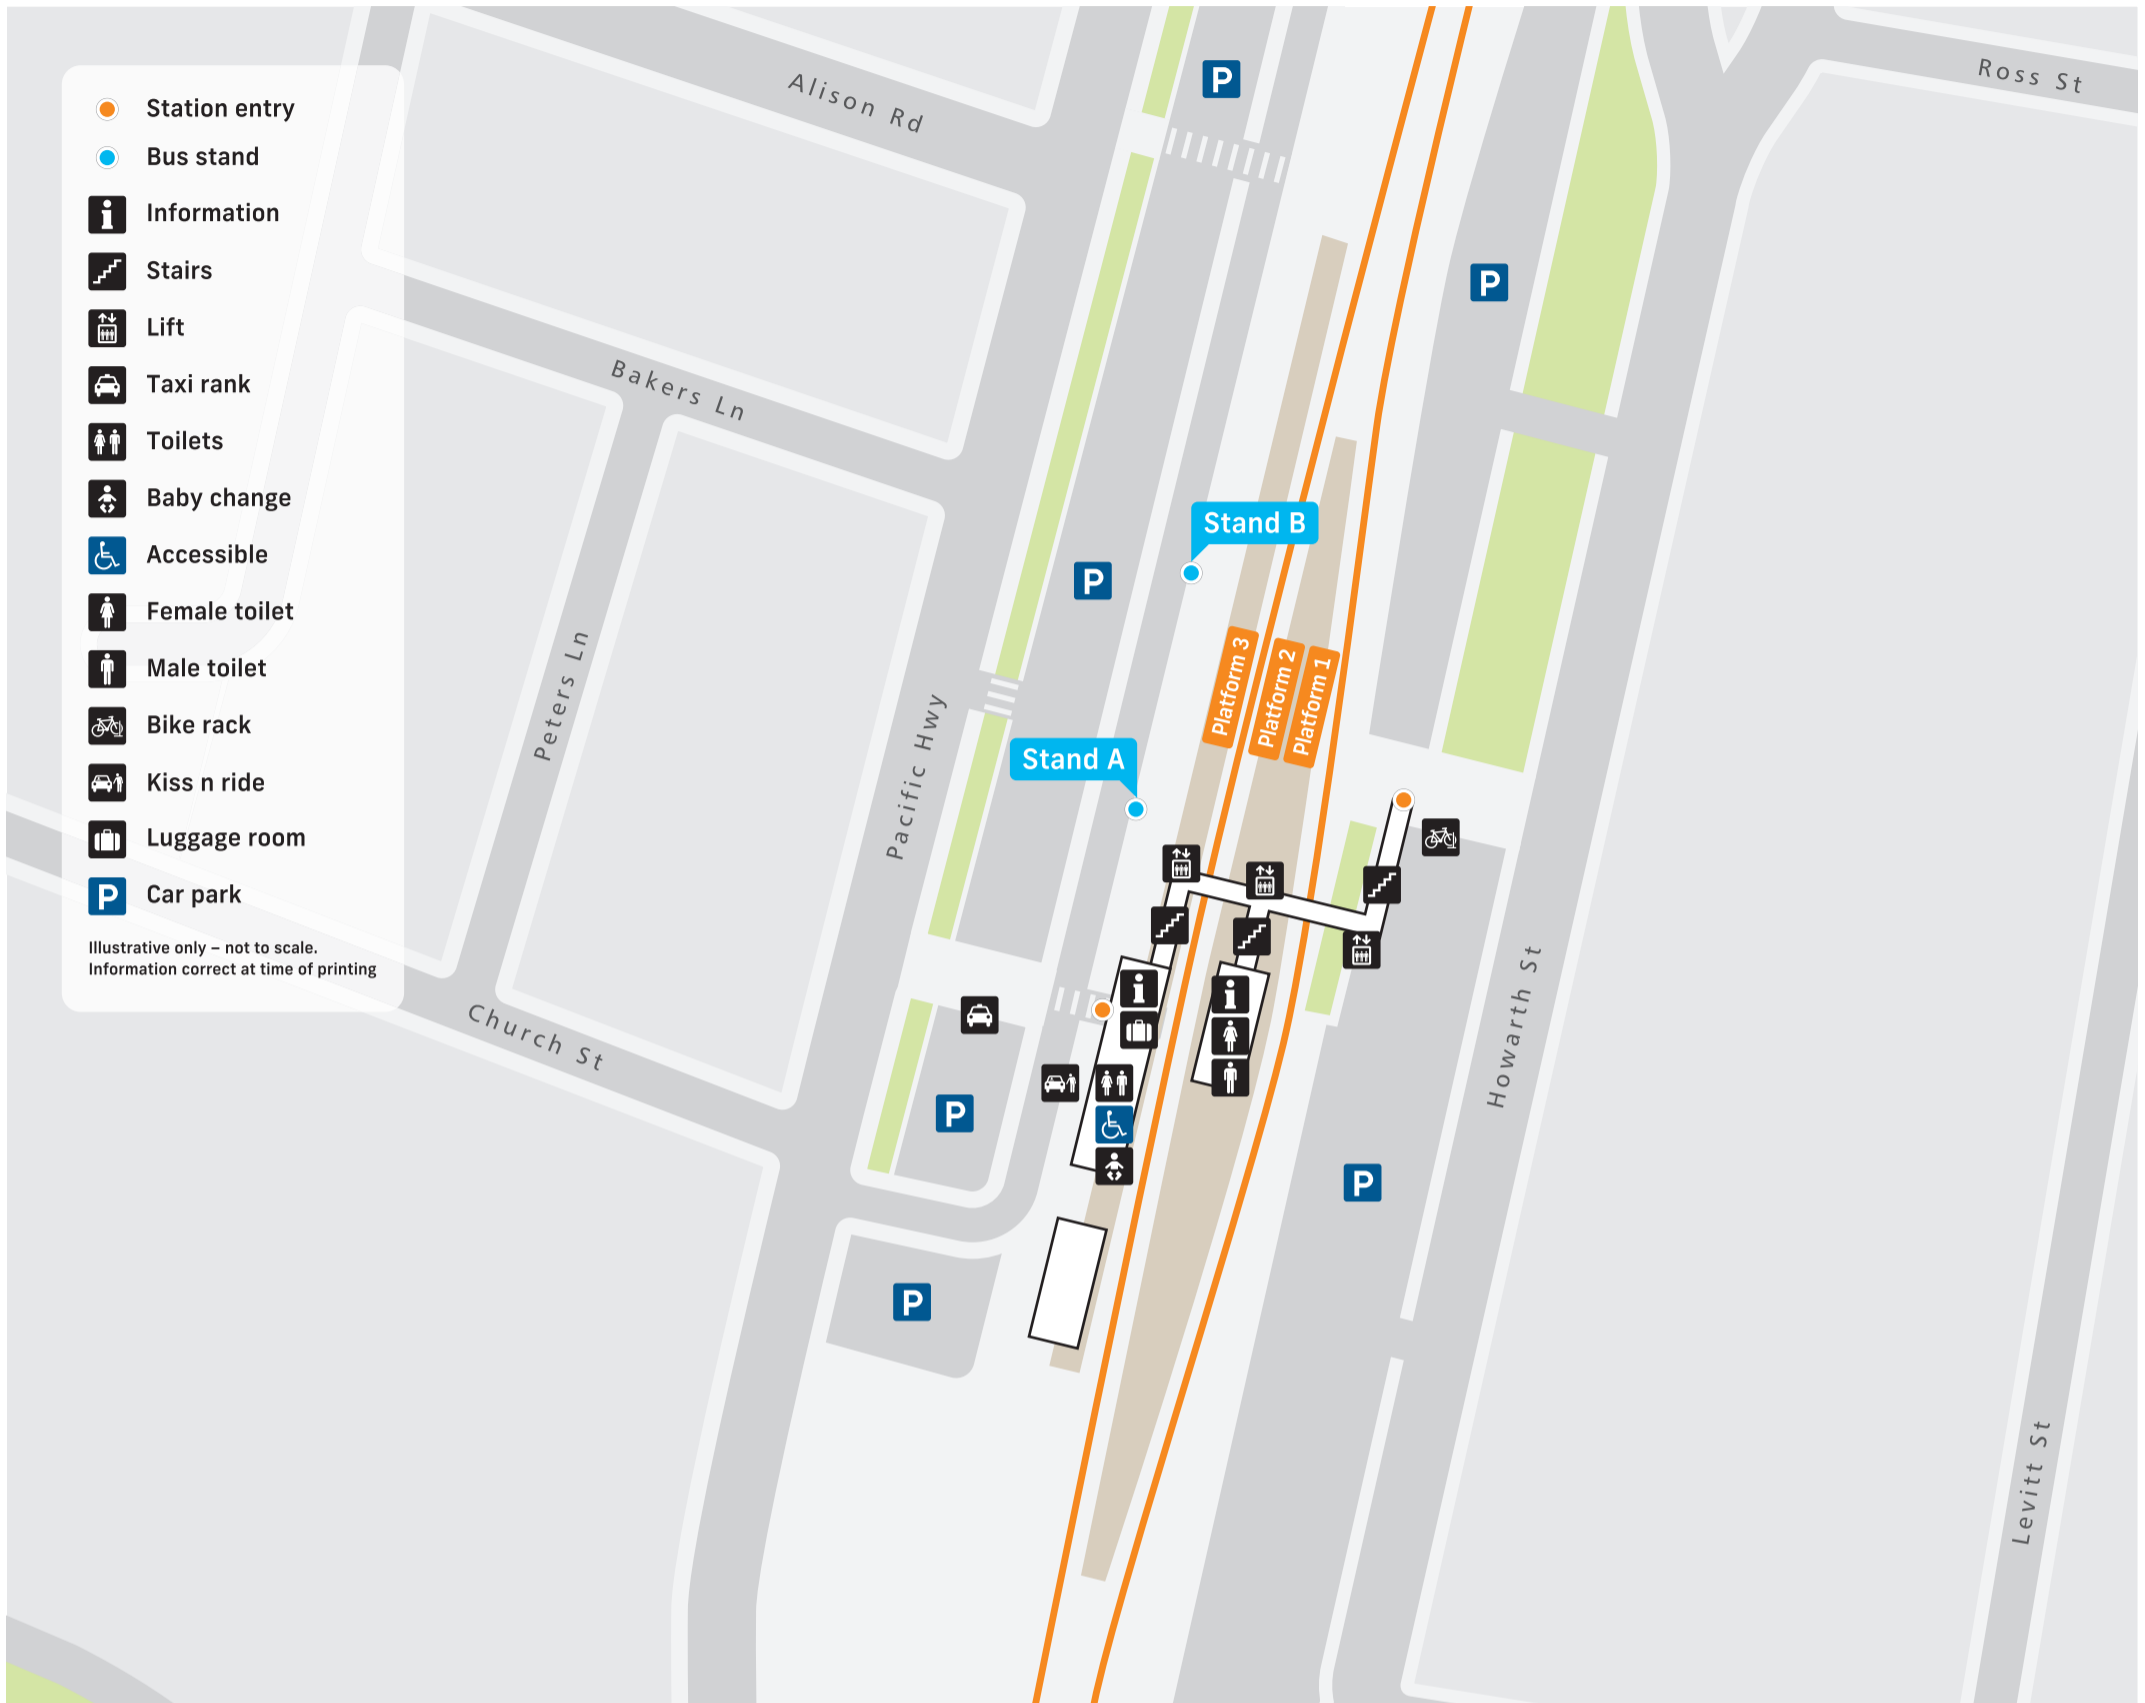 Station entry
Bus stand
Information
Stairs
Lift
Taxi rank
Toilets
Baby change
Accessible
Female toilet
Male toilet
Bike rack
Kiss n ride
Luggage room
P Car park
Illustrative only – not to scale.
Information correct at time of printing
Alison Rd
Ross St
Bakers Ln
Peters Ln
Pacific Hwy
Church St
Howarth St
Levitt St
Stand B
Stand A
Platform 3
Platform 2
Platform 1
P
P
P
P
P
P